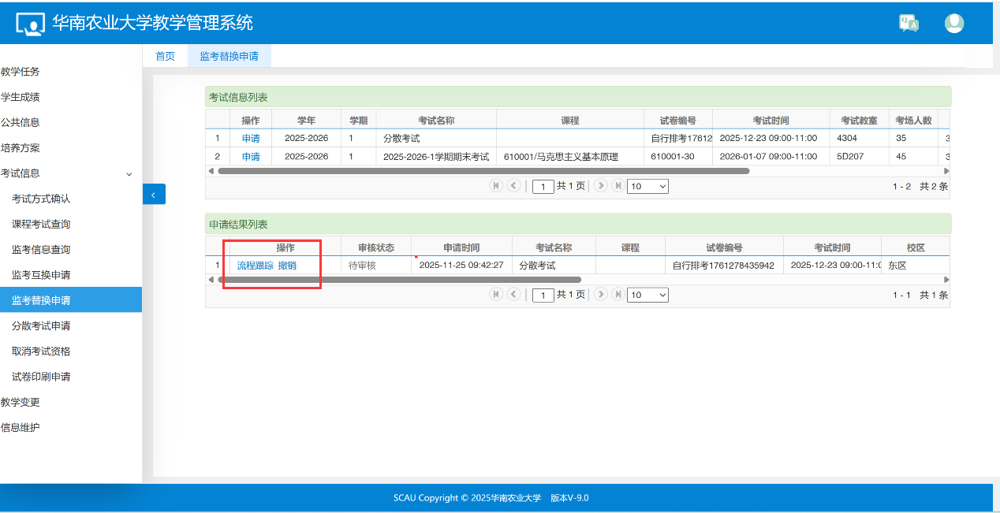 华南农业大学教学管理系统
首页 监考替换申请
教学任务
学生成绩
公共信息
培养方案
考试信息
考试方式确认
课程考试查询
监考信息查询
监考互换申请
监考替换申请
分散考试申请
取消考试资格
试卷印刷申请
教学变更
信息维护
考试信息列表
操作 学年 学期 考试名称 课程 试卷编号 考试时间 考试教室 考场人数
1 申请 2025-2026 1 分散考试 自行排考17612 2025-12-23 09:00-11:00 4304 35 3
2 申请 2025-2026 1 2025-2026-1学期期末考试 610001/马克思主义基本原理 610001-30 2026-01-07 09:00-11:00 5D207 45 3
1 共 1 页 10 1 - 2 共 2 条
申请结果列表
操作 审核状态 申请时间 考试名称 课程 试卷编号 考试时间 校区
1 流程跟踪 撤销 待审核 2025-11-25 09:42:27 分散考试 自行排考1761278435942 2025-12-23 09:00-11:0 东区
1 共 1 页 10 1 - 1 共 1 条
SCAU Copyright © 2025华南农业大学 版本V-9.0